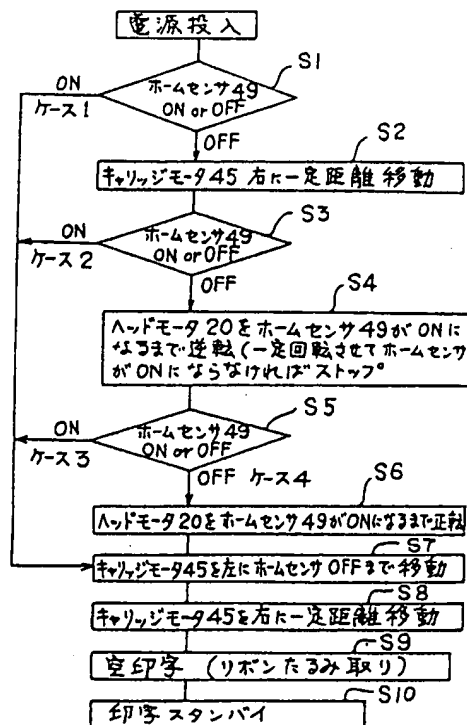 電源投入
S1
ON
ホームセンサ49
ケース1
ON or OFF
OFF
S2
キャリッジモータ45 右に一定距離移動
S3
ON
ホームセンサ49
ケース2
ON or OFF
OFF
S4
ヘッドモータ20をホームセンサ49がONに
なるまで逆転(一定回転させてホームセンサ
がONにならなければストップ
S5
ON
ホームセンサ49
ケース3
ON or OFF
OFF ケース4
S6
ヘッドモータ20をホームセンサ49がONになるまで正転
S7
キャリッジモータ45を左にホームセンサOFFまで移動
S8
キャリッジモータ45を右に一定距離移動
S9
空印字 (リボンたるみ取り)
S10
印字スタンバイ